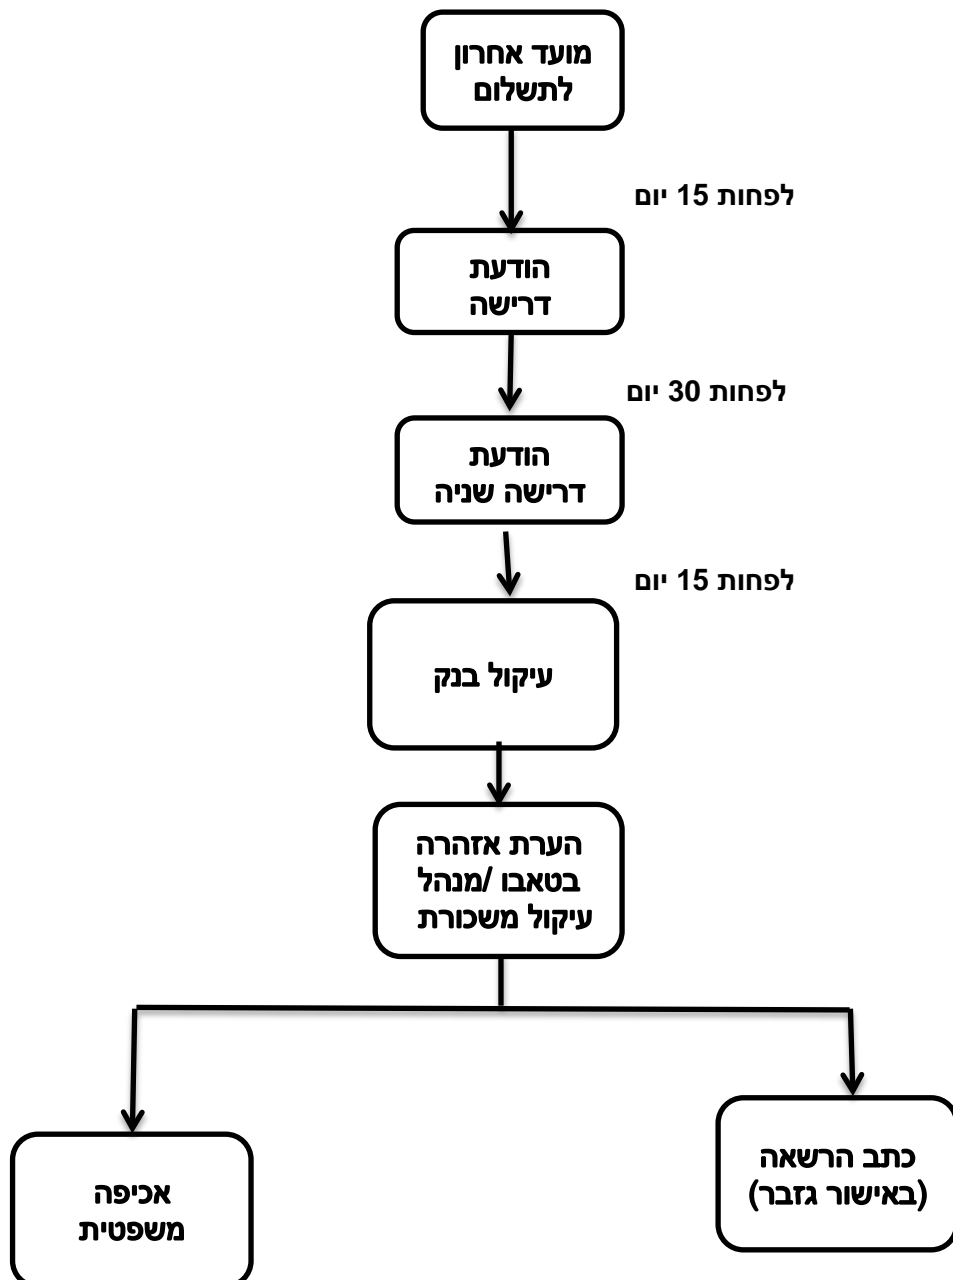 מועד אחרון
לתשלום
לפחות 15 יום
הודעת
דרישה
לפחות 30 יום
הודעת
דרישה שניה
לפחות 15 יום
עיקול בנק
הערת אזהרה
בטאבו /מנהל
עיקול משכורת
כתב הרשאה
(באישור גזבר)
אכיפה
משפטית